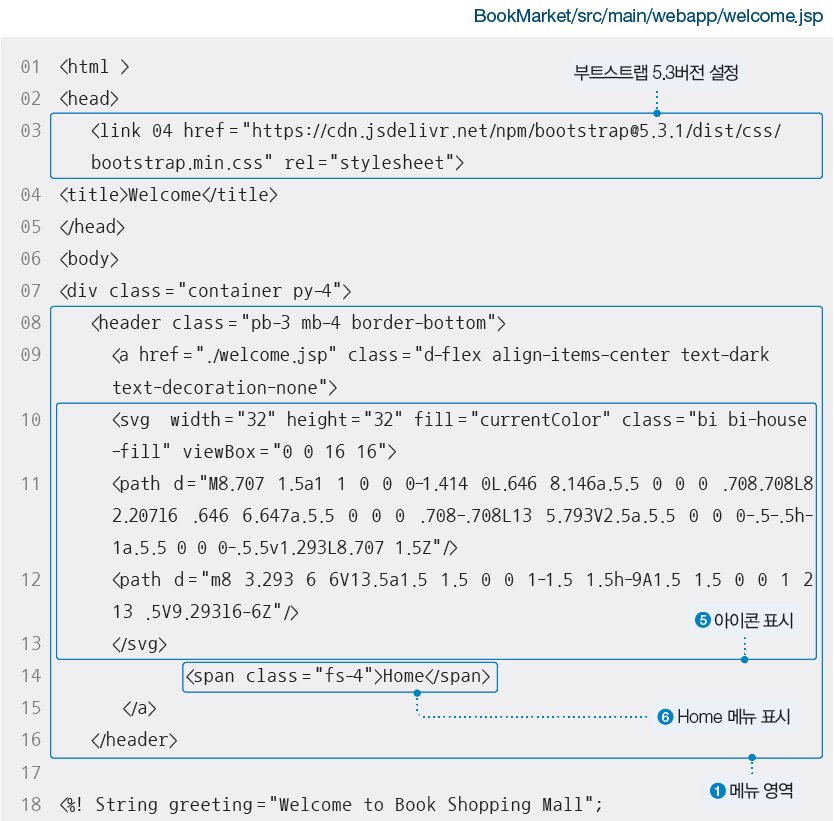 BookMarket/src/main/webapp/welcome.jsp
01 <html >
부트스트랩 5.3버전 설정
02 <head>
03 <link 04 href="https://cdn.jsdelivr.net/npm/bootstrap@5.3.1/dist/css/
bootstrap.min.css" rel="stylesheet">
04 <title>Welcome</title>
05 </head>
06 <body>
07 <div class="container py-4">
08 <header class="pb-3 mb-4 border-bottom">
09 <a href="./welcome.jsp" class="d-flex align-items-center text-dark
text-decoration-none">
10 <svg width="32" height="32" fill="currentColor" class="bi bi-house
-fill" viewBox="0 0 16 16">
11 <path d="M8.707 1.5a1 1 0 0 0-1.414 0L.646 8.146a.5.5 0 0 0 .708.708L8
2.207l6 .646 6.647a.5.5 0 0 0 .708-.708L13 5.793V2.5a.5.5 0 0 0-.5-.5h-
1a.5.5 0 0 0-.5.5v1.293L8.707 1.5Z"/>
12 <path d="m8 3.293 6 6V13.5a1.5 1.5 0 0 1-1.5 1.5h-9A1.5 1.5 0 0 1 2
13 .5V9.293l6-6Z"/>
❺ 아이콘 표시
13 </svg>
14 <span class="fs-4">Home</span>
15 </a>
❻ Home 메뉴 표시
16 </header>
17
❶ 메뉴 영역
18 <%! String greeting="Welcome to Book Shopping Mall";